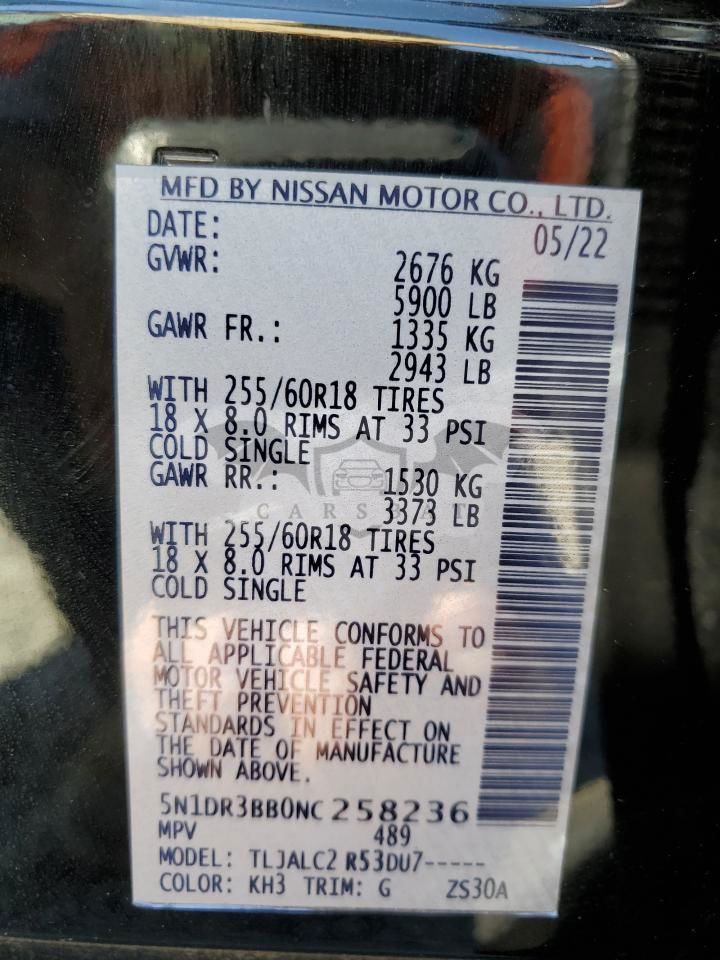 MFD BY NISSAN MOTOR CO., LTD.
DATE: 05/22
GVWR: 2676 KG
5900 LB
GAWR FR.: 1335 KG
2943 LB
WITH 255/60R18 TIRES
18 X 8.0 RIMS AT 33 PSI
COLD SINGLE
GAWR RR.: 1530 KG
CARSBAT
3373 LB
WITH 255/60R18 TIRES
18 X 8.0 RIMS AT 33 PSI
COLD SINGLE
THIS VEHICLE CONFORMS TO
ALL APPLICABLE FEDERAL
MOTOR VEHICLE SAFETY AND
THEFT PREVENTION
STANDARDS IN EFFECT ON
THE DATE OF MANUFACTURE
SHOWN ABOVE.
5N1DR3BB0NC258236
MPV 489
MODEL: TLJALC2 R53DU7-----
COLOR: KH3 TRIM: G ZS30A